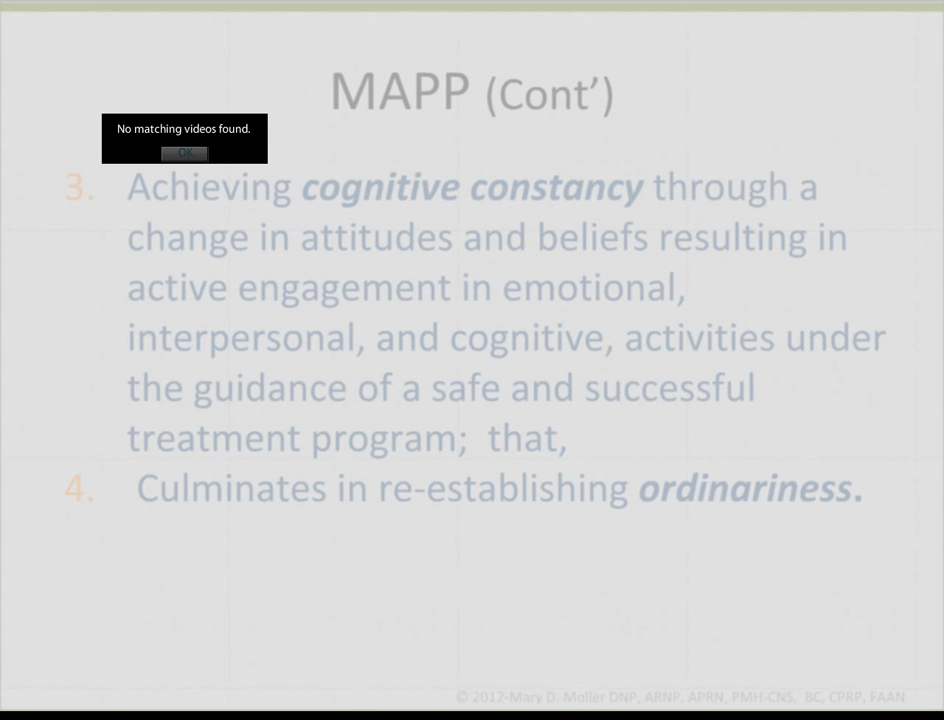 MAPP (Cont’)
No matching videos found.
OK
3. Achieving cognitive constancy through a
change in attitudes and beliefs resulting in
active engagement in emotional,
interpersonal, and cognitive, activities under
the guidance of a safe and successful
treatment program; that,
4. Culminates in re-establishing ordinariness.
© 2012-Mary D. Moller DNP, ARNP, APRN, PMH-CNS, BC, CPRP, FAAN